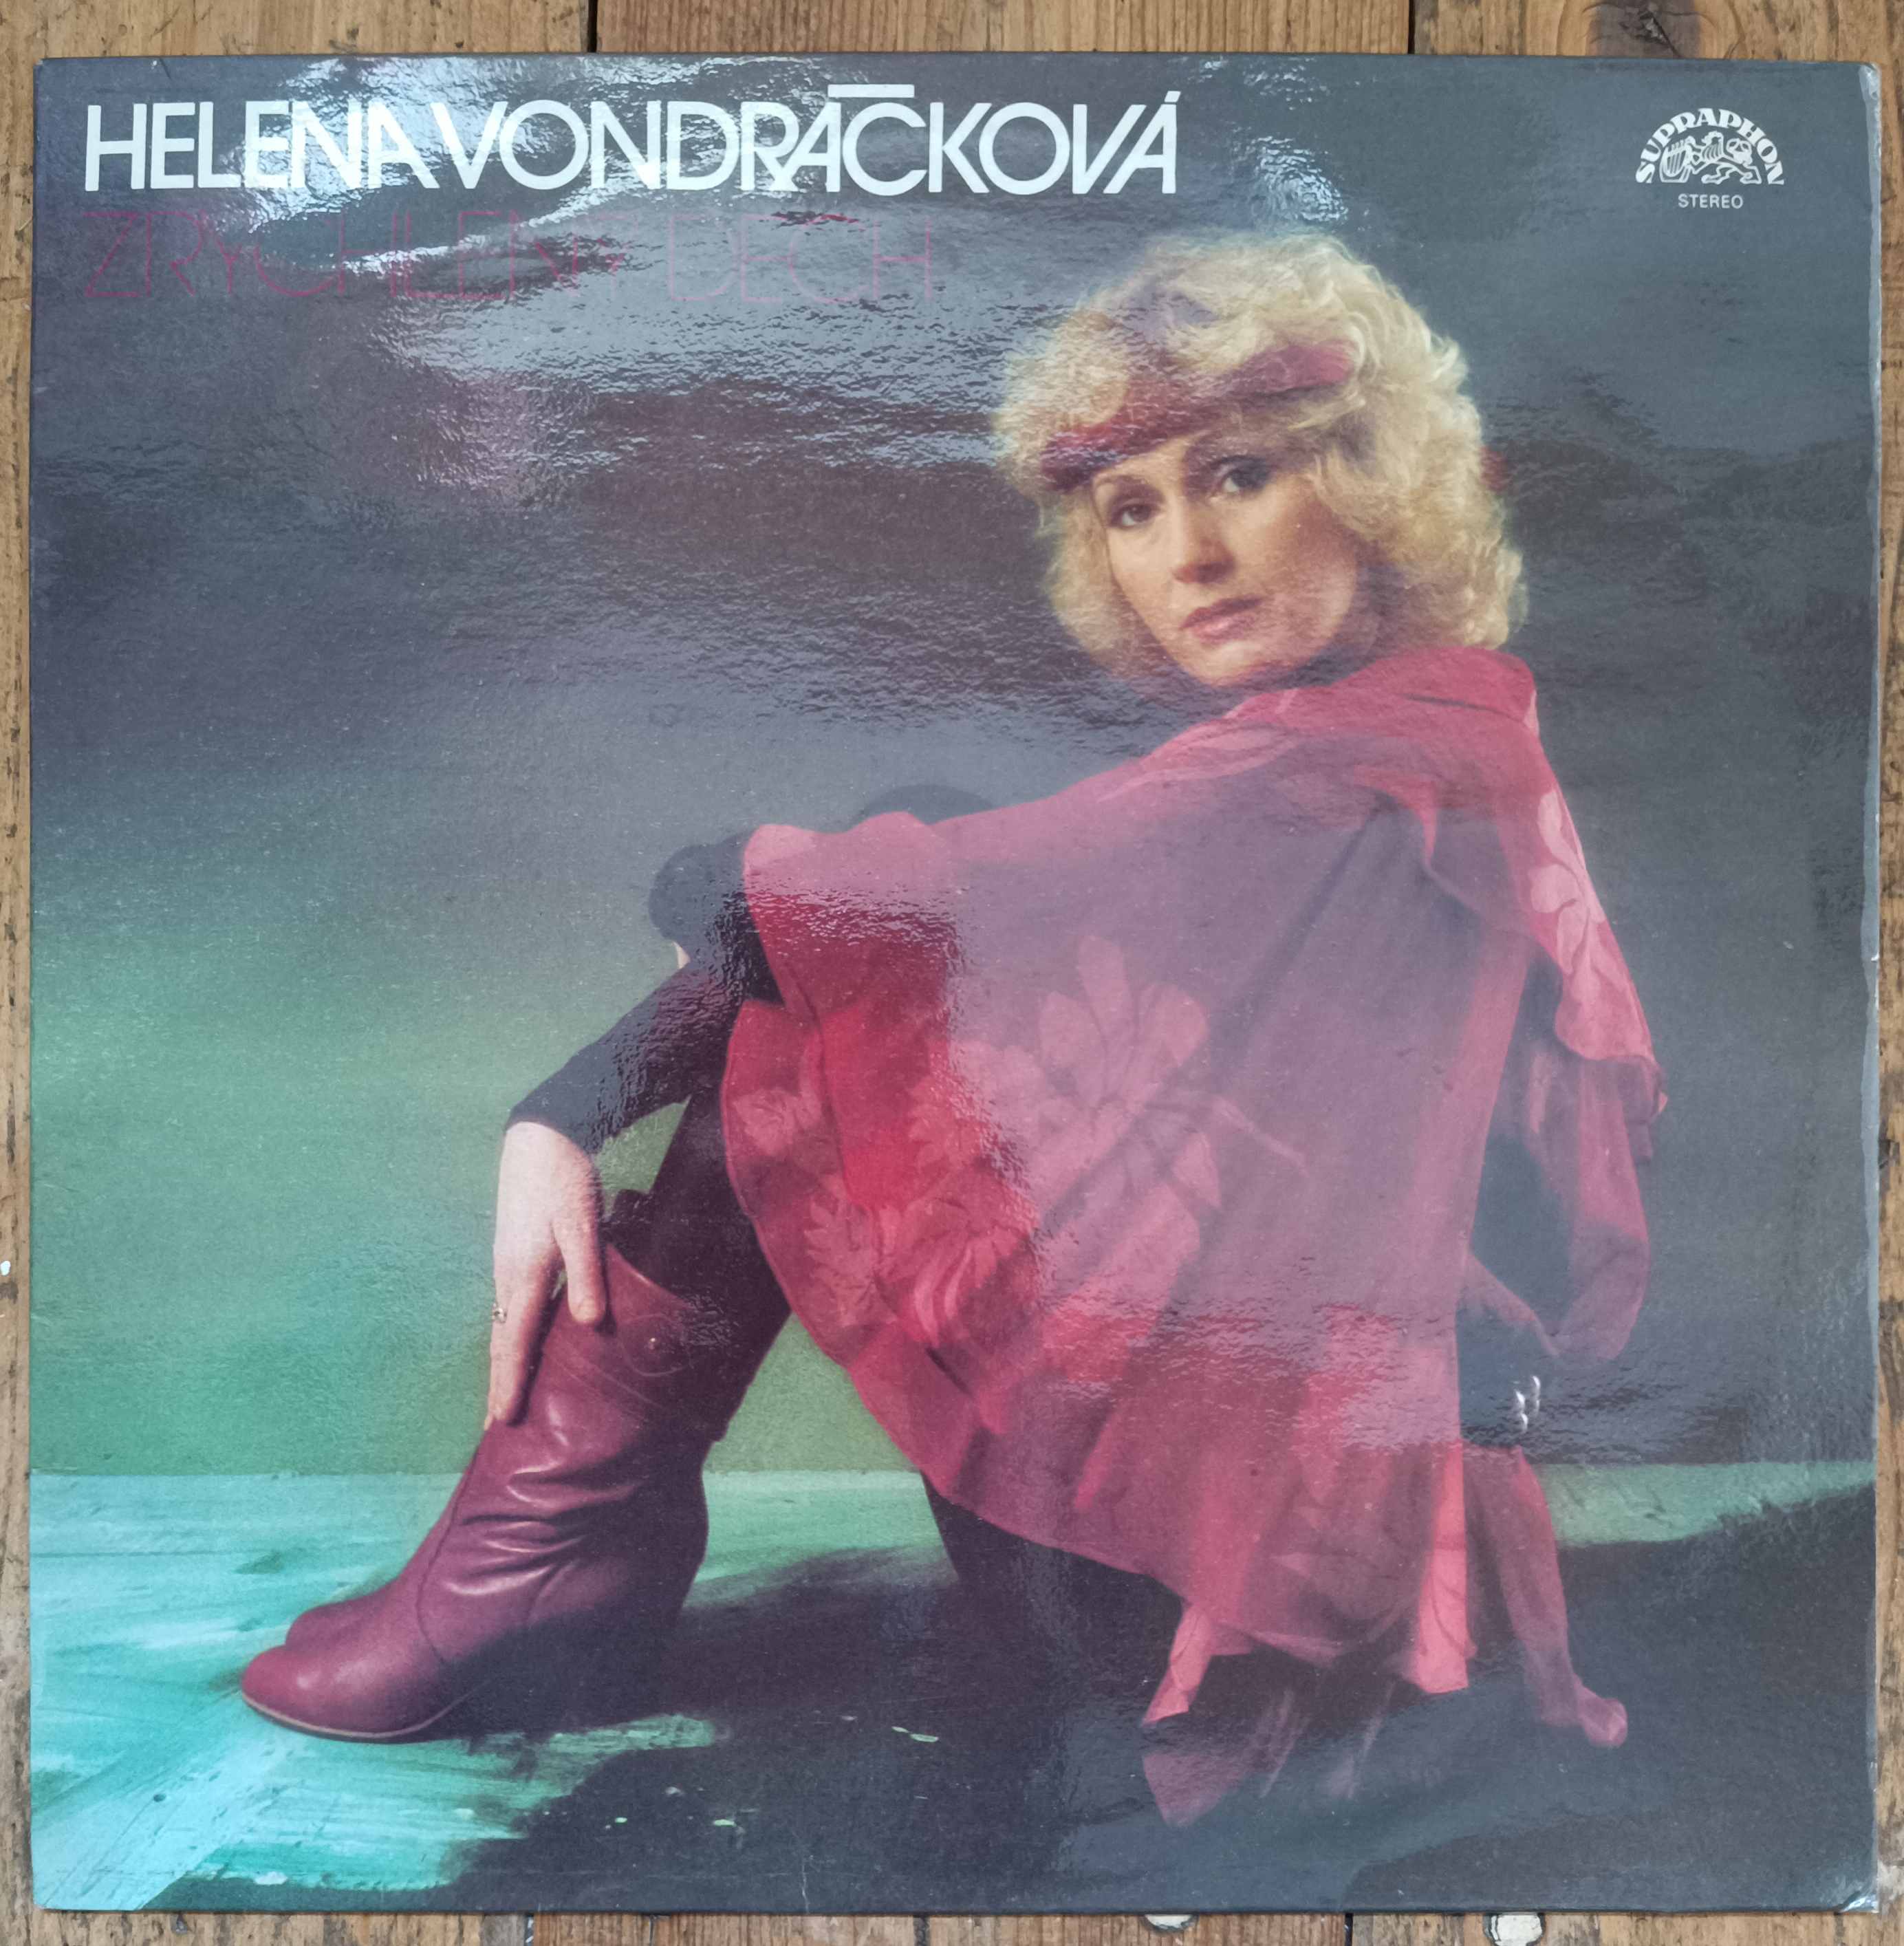 HELENA VONDRÁČKOVÁ
ZRYCHLENÝ DECH
SUPRAPHON
STEREO